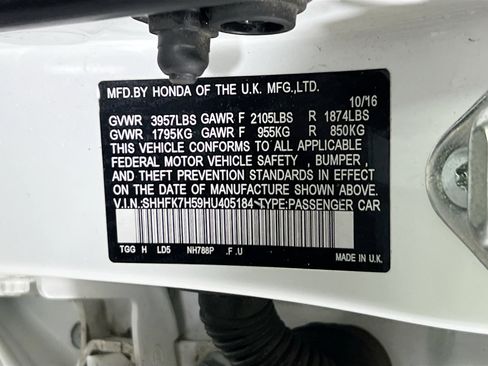 MFD.BY HONDA OF THE U.K. MFG.,LTD.
10/16
GVWR 3957LBS GAWR F 2105LBS R 1874LBS
GVWR 1795KG GAWR F 955KG R 850KG
THIS VEHICLE CONFORMS TO ALL APPLICABLE
FEDERAL MOTOR VEHICLE SAFETY , BUMPER ,
AND THEFT PREVENTION STANDARDS IN EFFECT
ON THE DATE OF MANUFACTURE SHOWN ABOVE.
V.I.N.:SHHFK7H59HU405184 TYPE:PASSENGER CAR
TGG H LD5 NH788P .F .U
MADE IN U.K.